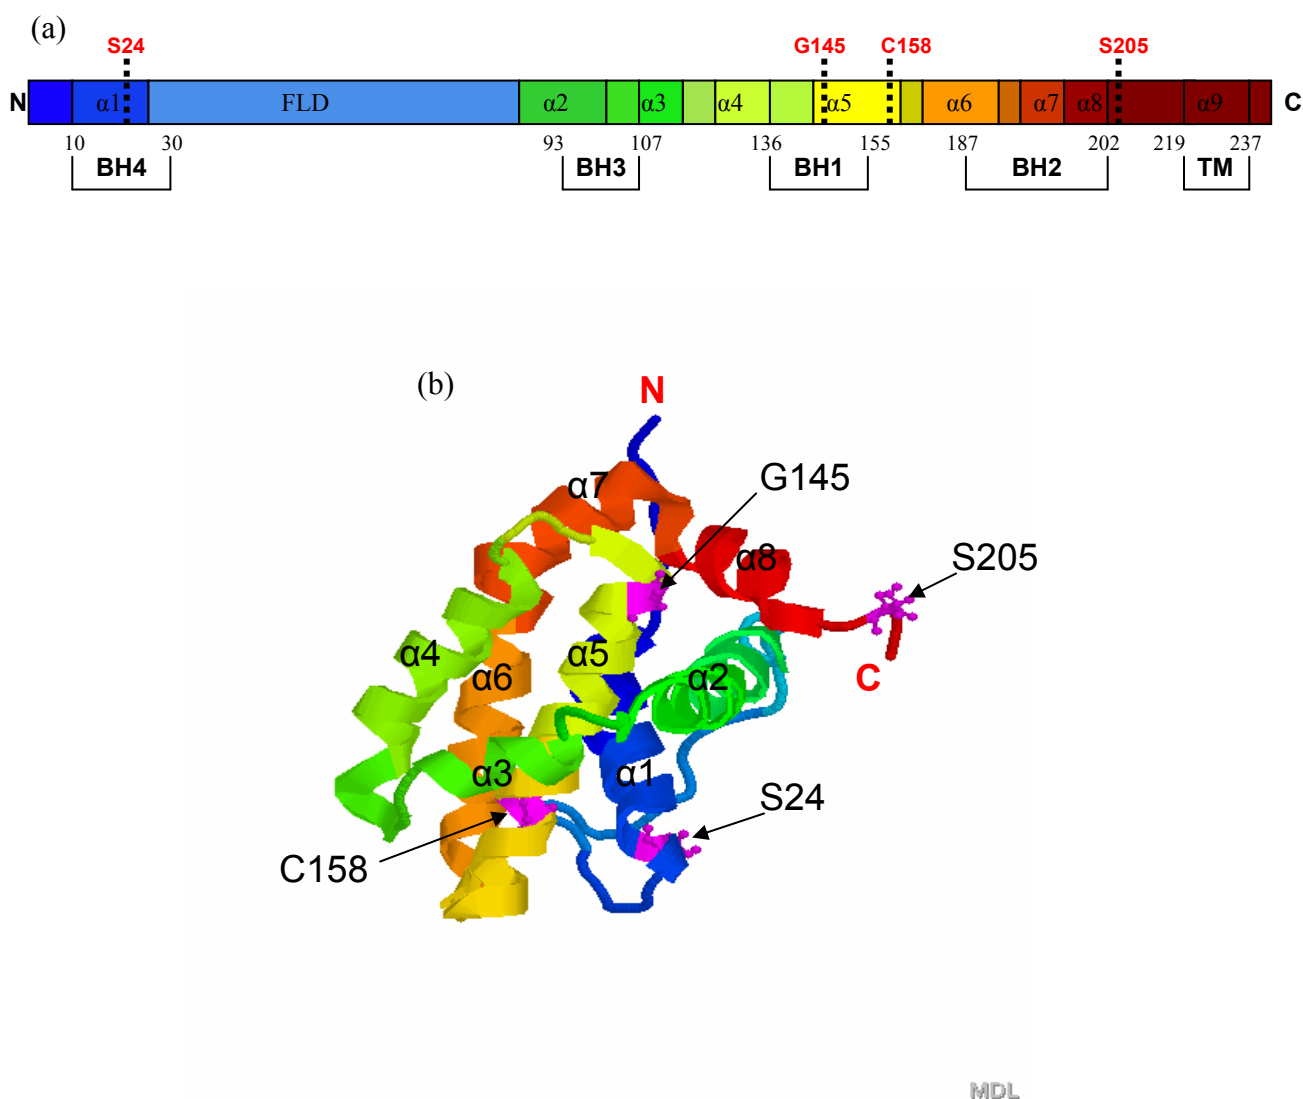 (a)
S24 G145 C158 S205
N α1 FLD α2 α3 α4 α5 α6 α7 α8 α9 C
10 30 93 107 136 155 187 202 219 237
BH4 BH3 BH1 BH2 TM
(b)
N
α7
G145
α8
S205
α4
α5
α6
α2
C
α3
α1
S24
C158
MDL